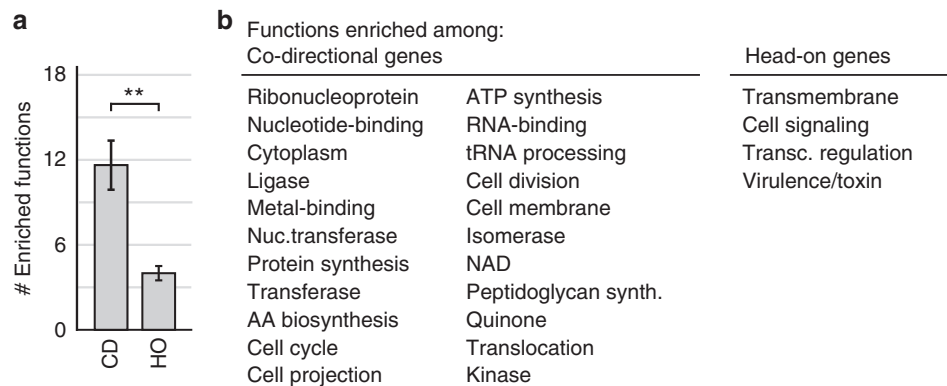 a
18
12
6
0
# Enriched functions
**
CD
HO
b
Functions enriched among:
Co-directional genes
Head-on genes
Ribonucleoprotein ATP synthesis Transmembrane
Nucleotide-binding RNA-binding Cell signaling
Cytoplasm tRNA processing Transc. regulation
Ligase Cell division Virulence/toxin
Metal-binding Cell membrane
Nuc.transferase Isomerase
Protein synthesis NAD
Transferase Peptidoglycan synth.
AA biosynthesis Quinone
Cell cycle Translocation
Cell projection Kinase